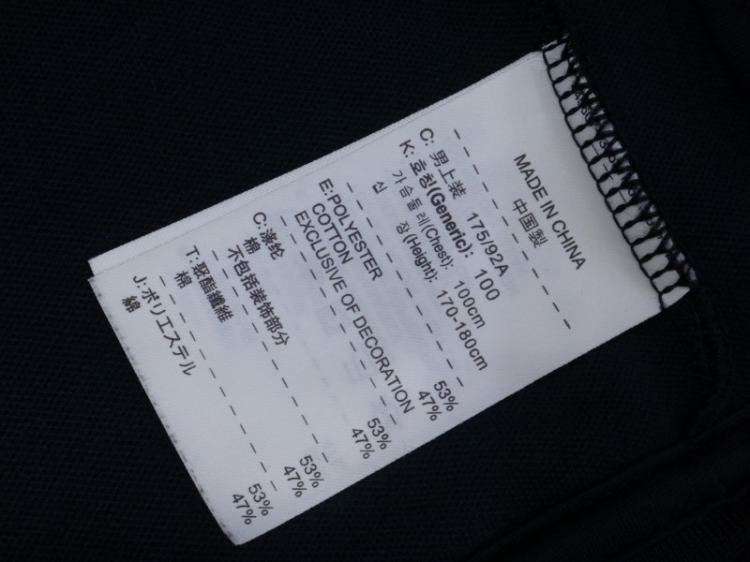 MADE IN CHINA
中国製
C: 男上装 175/92A
K: 호칭(Generic): 100
가슴둘레(Chest): 100cm
신 장(Height): 170-180cm
E:POLYESTER 53%
COTTON 47%
EXCLUSIVE OF DECORATION
C: 涤纶 53%
棉 47%
不包括装饰部分
T: 聚酯纖維 53%
棉 47%
J: ポリエステル 53%
綿 47%